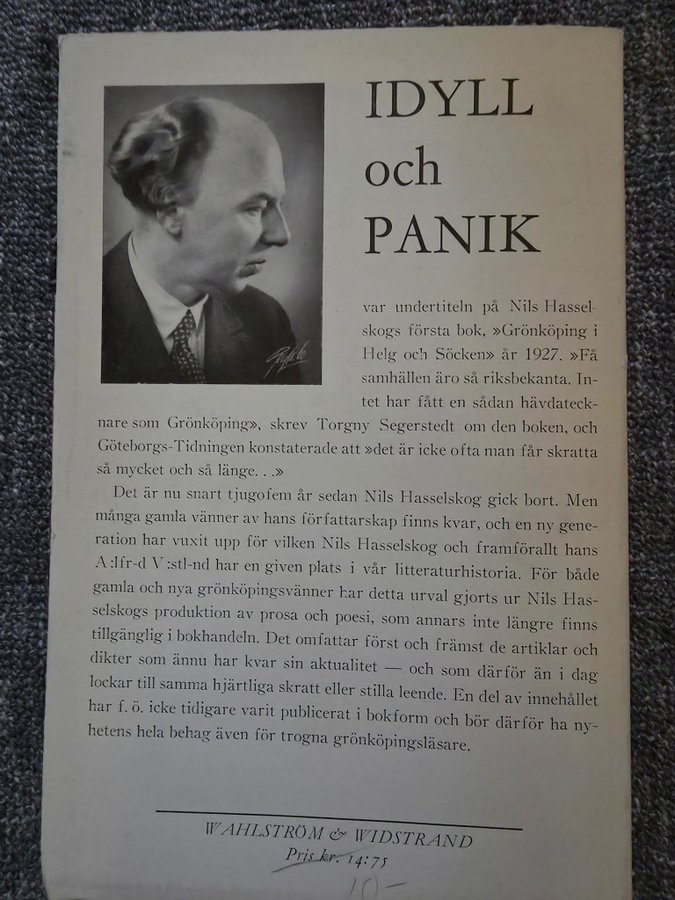 IDYLL
och
PANIK
var undertiteln på Nils Hassel-
skogs första bok, »Grönköping i
Helg och Söcken» år 1927. »Få
samhällen äro så riksbekanta. In-
tet har fått en sådan hävdateck-
nare som Grönköping», skrev Torgny Segerstedt om den boken, och
Göteborgs-Tidningen konstaterade att »det är icke ofta man får skratta
så mycket och så länge. . .»
Det är nu snart tjugofem år sedan Nils Hasselskog gick bort. Men
många gamla vänner av hans författarskap finns kvar, och en ny gene-
ration har vuxit upp för vilken Nils Hasselskog och framförallt hans
A:lfr-d V:stl-nd har en given plats i vår litteraturhistoria. För både
gamla och nya grönköpingsvänner har detta urval gjorts ur Nils Has-
selskogs produktion av prosa och poesi, som annars inte längre finns
tillgänglig i bokhandeln. Det omfattar först och främst de artiklar och
dikter som ännu har kvar sin aktualitet — och som därför än i dag
lockar till samma hjärtliga skratt eller stilla leende. En del av innehållet
har f. ö. icke tidigare varit publicerat i bokform och bör därför ha ny-
hetens hela behag även för trogna grönköpingsläsare.
WAHLSTRÖM & WIDSTRAND
Pris kr. 14:75
10-